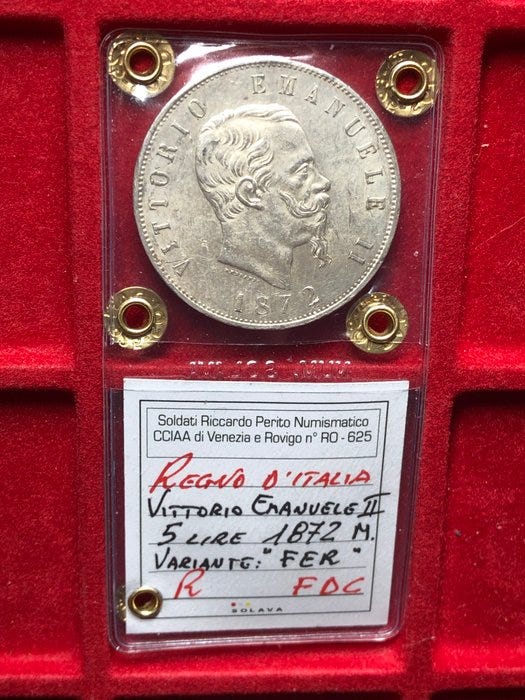 VITTORIO EMANUELE II
1872
Soldati Riccardo Perito Numismatico
CCIAA di Venezia e Rovigo n° RO - 625
REGNO D'ITALIA
VITTORIO EMANUELE II
5 LIRE 1872 M.
VARIANTE: "FER"
R FDC
SOLAVA